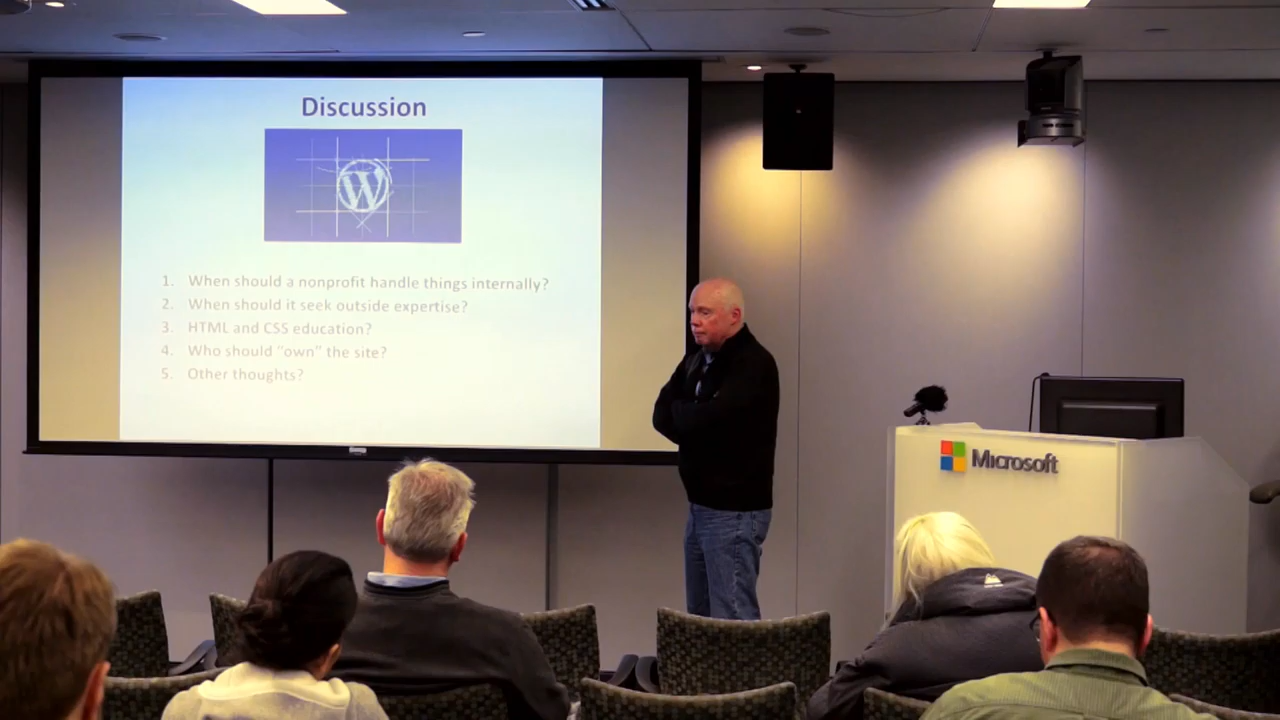 Discussion
W
1. When should a nonprofit handle things internally?
2. When should it seek outside expertise?
3. HTML and CSS education?
4. Who should "own" the site?
5. Other thoughts?
Microsoft